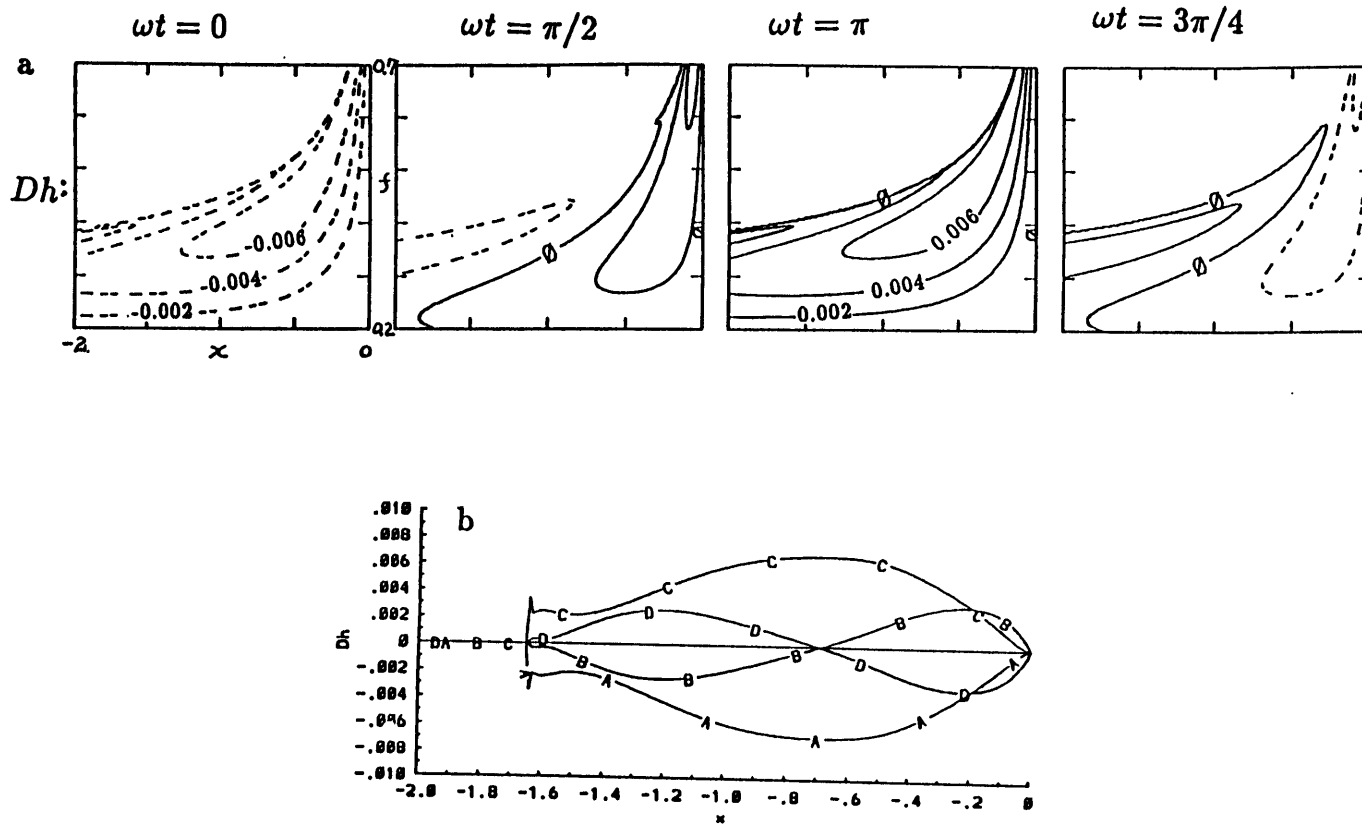 ωt = 0 ωt = π/2 ωt = π ωt = 3π/4
a
0.7
Dh:
f
-0.006
-0.004
-0.002
0.2
-2 x 0
Ø
Ø
0.006
0.004
0.002
Ø
Ø
b
.010
.008
.006
.004
.002
0
-.002
-.004
-.006
-.008
-.010
Dh
C C C C C
D D D D D
B B B B B
A A A A A
DA B C
-2.0 -1.8 -1.6 -1.4 -1.2 -1.0 -.8 -.6 -.4 -.2 0
x